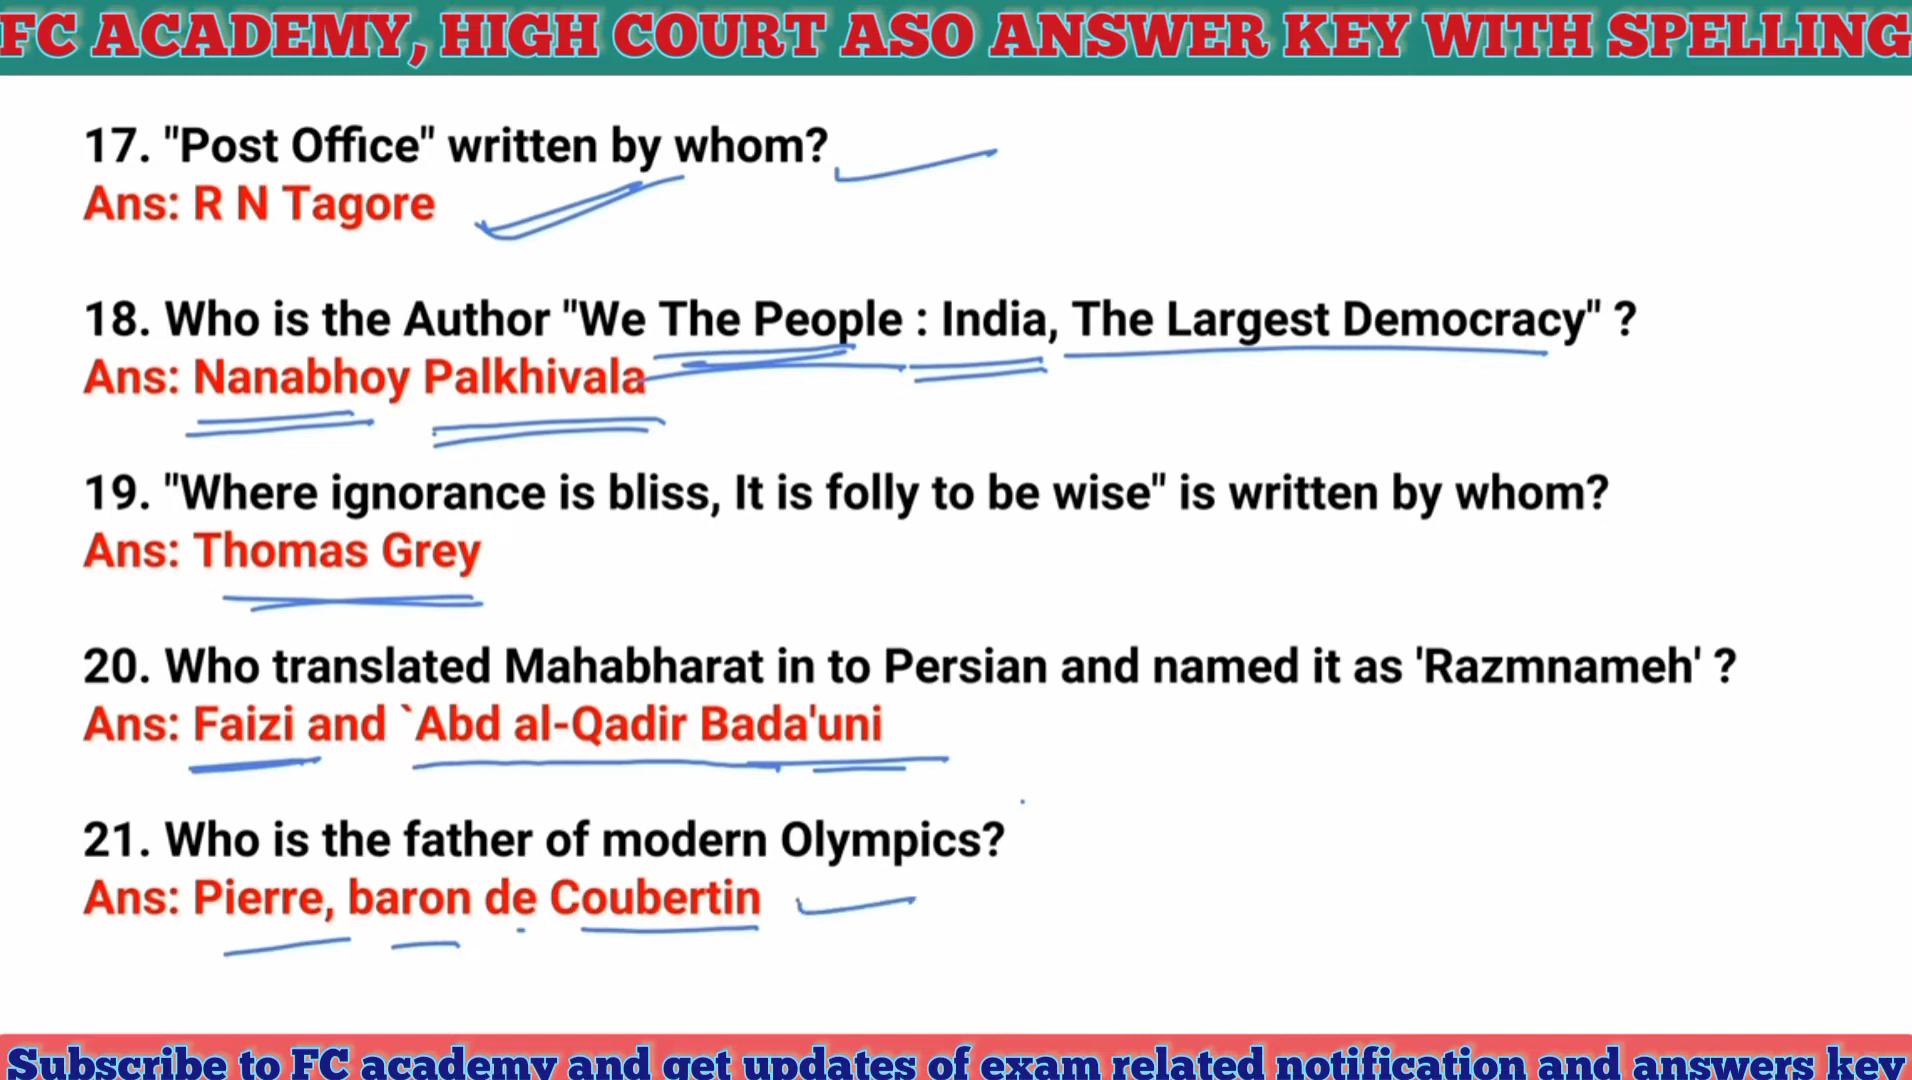 FC ACADEMY, HIGH COURT ASO ANSWER KEY WITH SPELLING
17. "Post Office" written by whom?
Ans: R N Tagore
18. Who is the Author "We The People : India, The Largest Democracy" ?
Ans: Nanabhoy Palkhivala
19. "Where ignorance is bliss, It is folly to be wise" is written by whom?
Ans: Thomas Grey
20. Who translated Mahabharat in to Persian and named it as 'Razmnameh' ?
Ans: Faizi and `Abd al-Qadir Bada'uni
21. Who is the father of modern Olympics?
Ans: Pierre, baron de Coubertin
Subscribe to FC academy and get updates of exam related notification and answers key